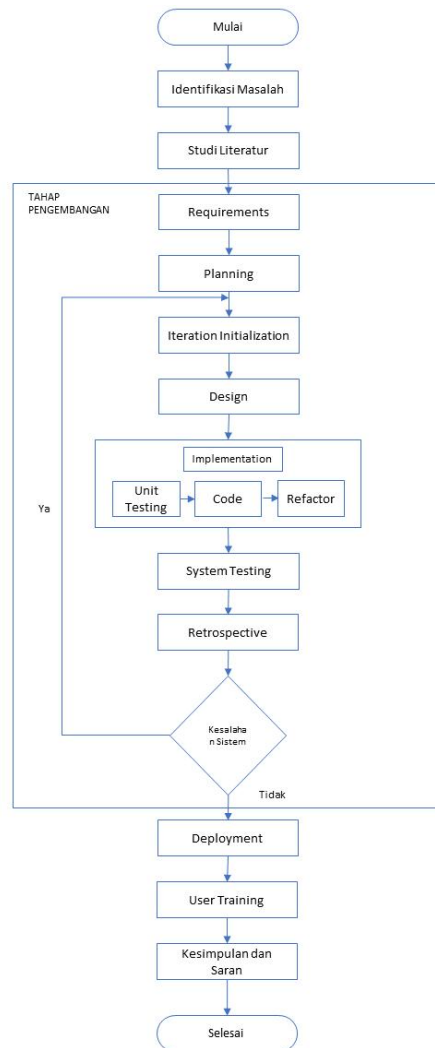 Mulai
Identifikasi Masalah
Studi Literatur
TAHAP
PENGEMBANGAN
Requirements
Planning
Iteration Initialization
Design
Implementation
Unit
Testing
Code
Refactor
Ya
System Testing
Retrospective
Kesalaha
n Sistem
Tidak
Deployment
User Training
Kesimpulan dan
Saran
Selesai